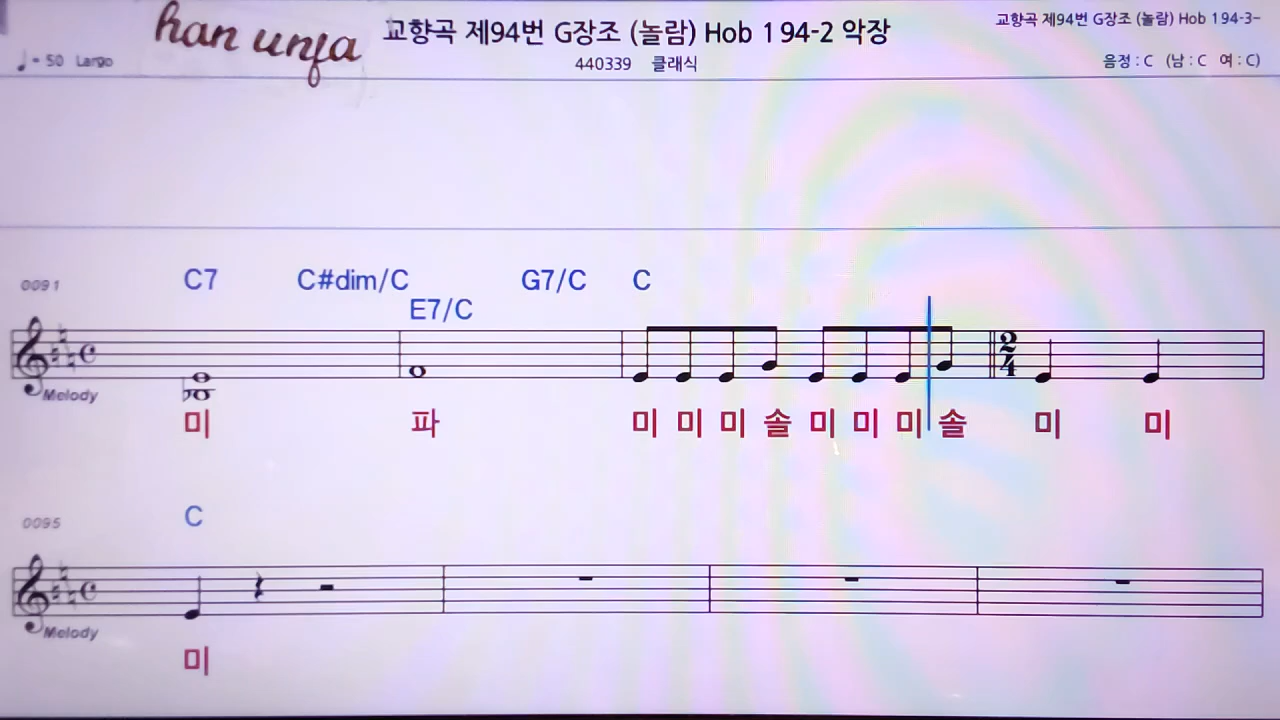 han unfa
교향곡 제94번 G장조 (놀람) Hob 1 94-2 악장
교향곡 제94번 G장조 (놀람) Hob 1 94-3-
♩= 50 Largo
440339 클래식
음정 : C (남 : C 여 : C)
0091
C7 C#dim/C G7/C C
E7/C
2
4
Melody
미 파 미 미 미 솔 미 미 미 솔 미 미
0095
C
Melody
미